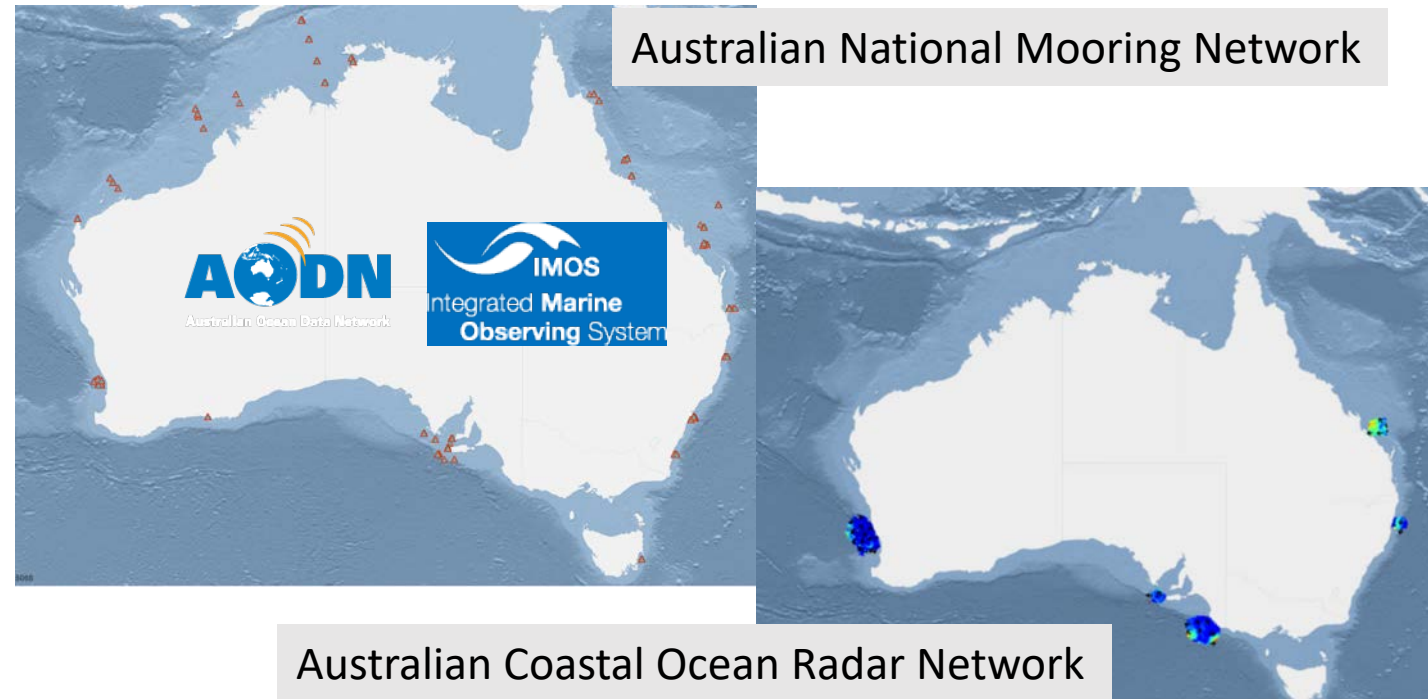 Australian National Mooring Network
AODN
Australian Ocean Data Network
IMOS
Integrated Marine
Observing System
Australian Coastal Ocean Radar Network